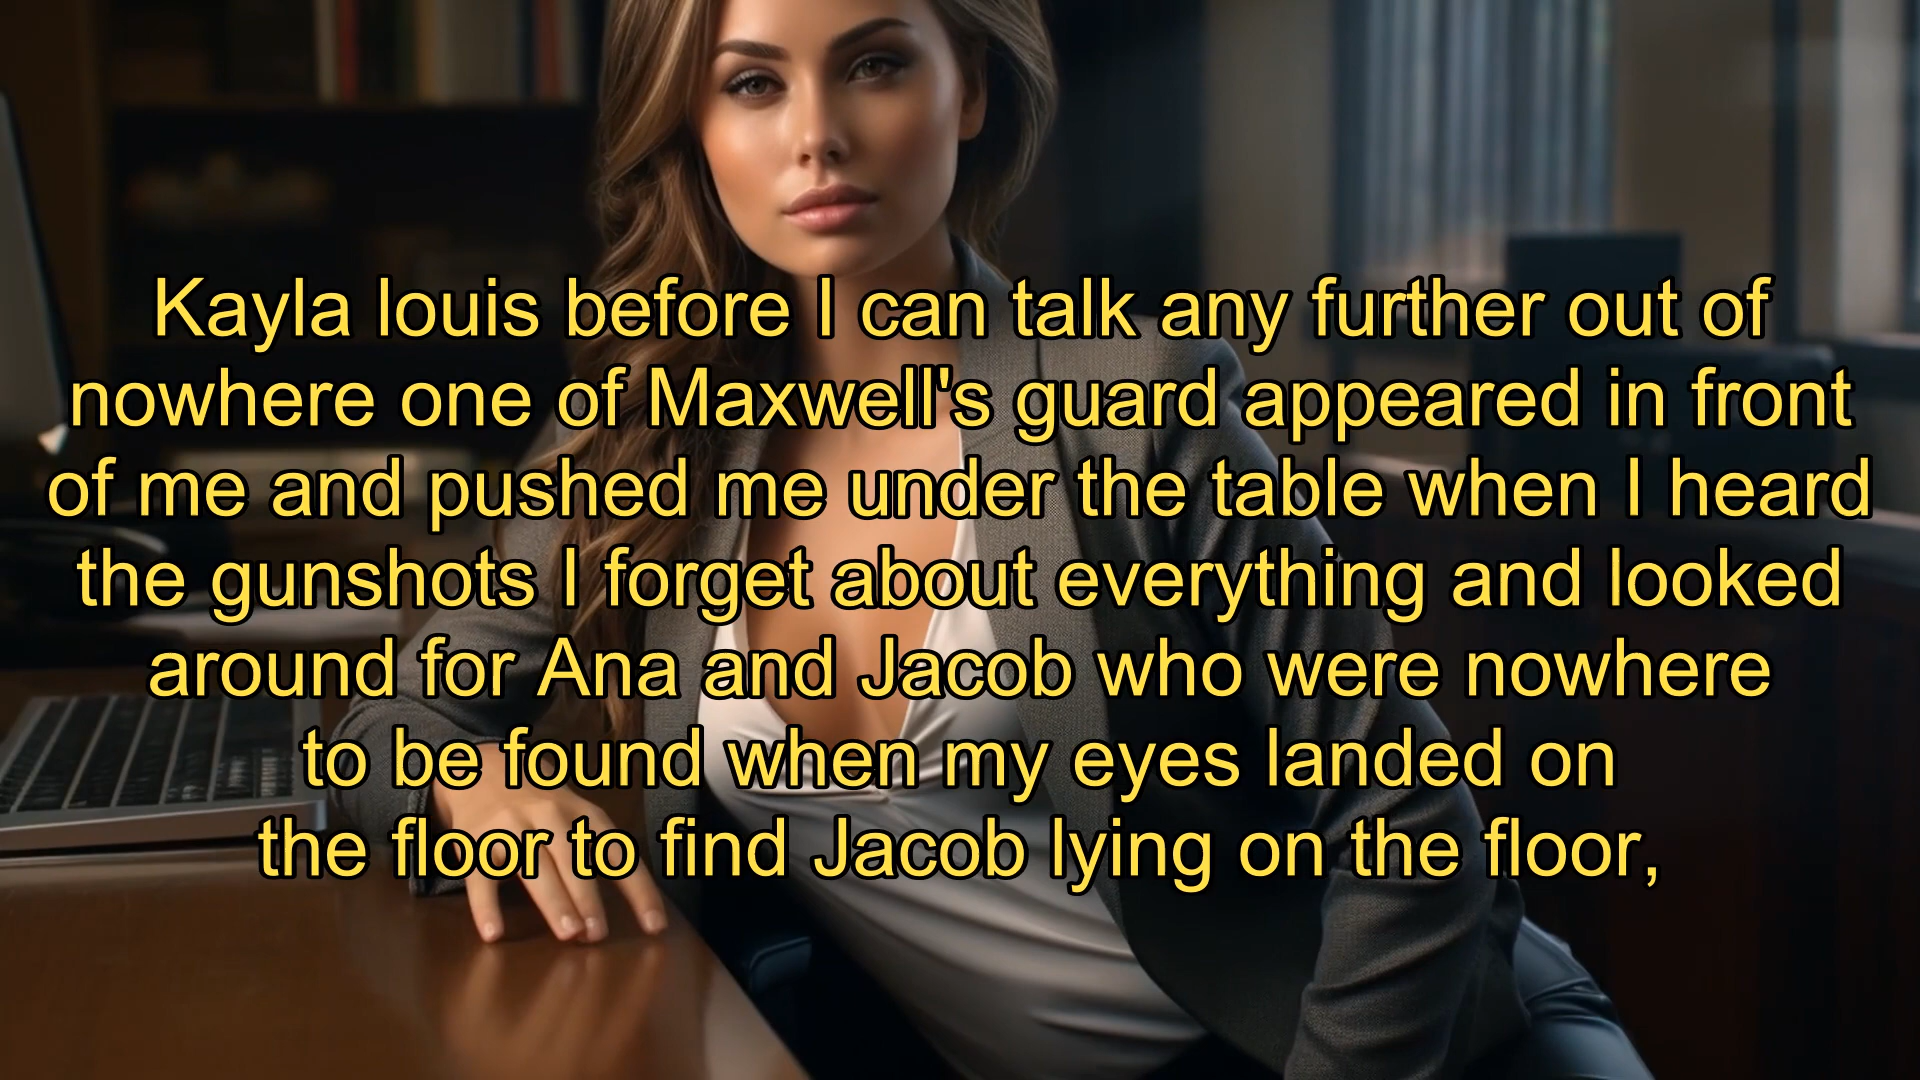 Kayla louis before I can talk any further out of
nowhere one of Maxwell's guard appeared in front
of me and pushed me under the table when I heard
the gunshots I forget about everything and looked
around for Ana and Jacob who were nowhere
to be found when my eyes landed on
the floor to find Jacob lying on the floor,